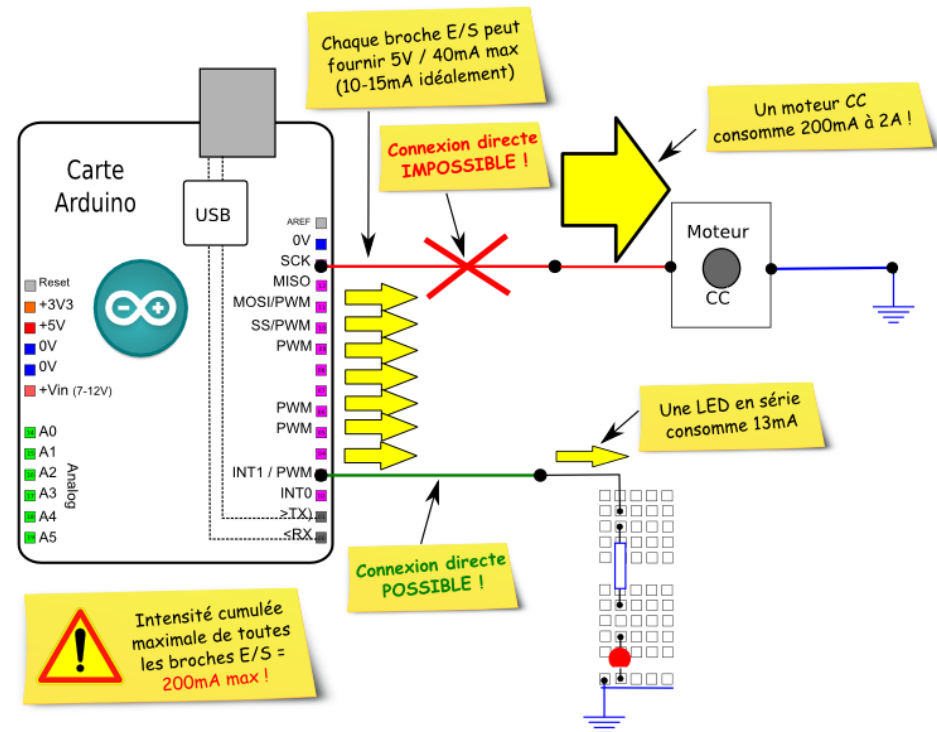 Chaque broche E/S peut
fournir 5V / 40mA max
(10-15mA idéalement)
Un moteur CC
consomme 200mA à 2A !
Connexion directe
IMPOSSIBLE !
Carte
Arduino
USB
AREF
0V
SCK
MISO
MOSI/PWM
SS/PWM
PWM
PWM
PWM
INT1 / PWM
INT0
>TX)
<RX
Reset
+3V3
+5V
0V
0V
+Vin (7-12V)
A0
A1
A2
A3
A4
A5
Analog
Moteur
CC
Une LED en série
consomme 13mA
Connexion directe
POSSIBLE !
Intensité cumulée
maximale de toutes
les broches E/S =
200mA max !